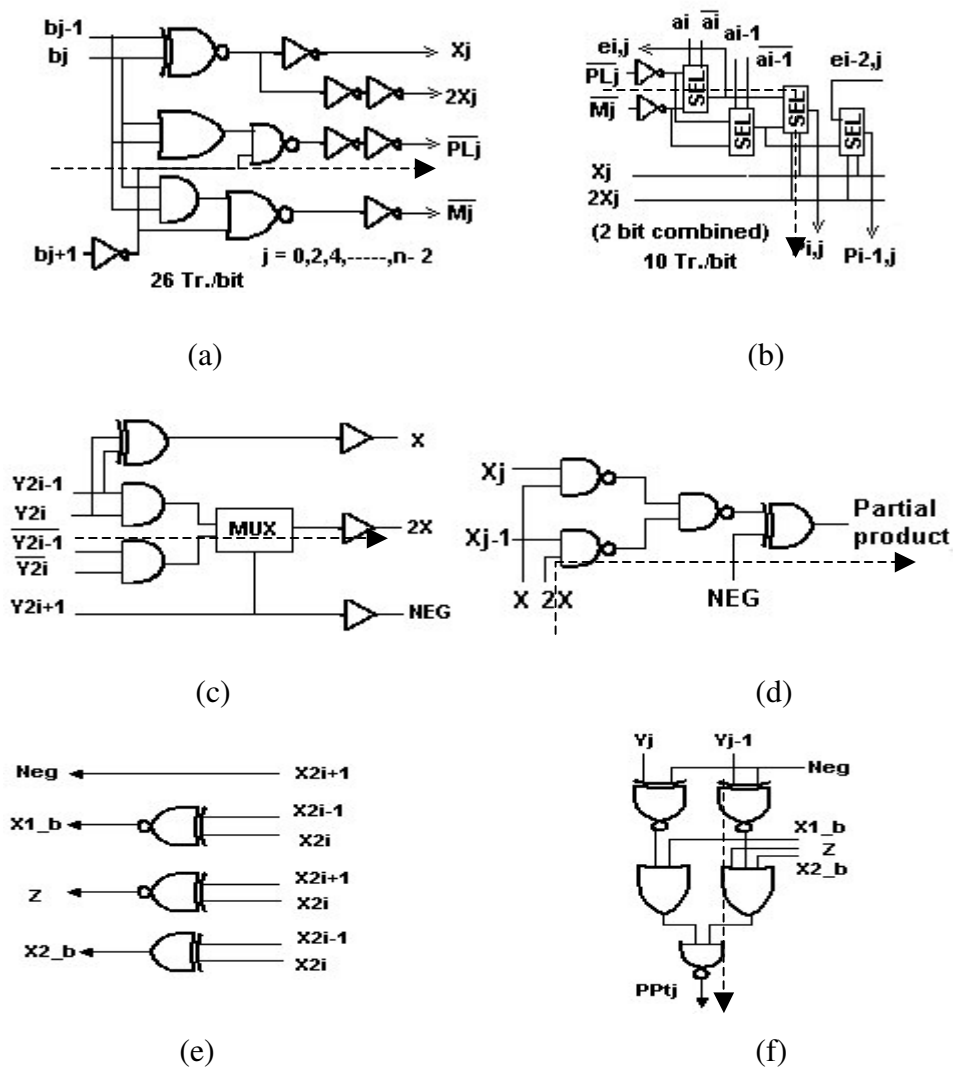 bj-1
bj
Xj
2Xj
PLj
Mj
bj+1
j = 0,2,4,-----,n- 2
26 Tr./bit
(a)
ai ai
ai-1
ai-1
ei,j
ei-2,j
PLj
Mj
SEL
SEL
SEL
SEL
Xj
2Xj
(2 bit combined)
10 Tr./bit
i,j
Pi-1,j
(b)
X
Y2i-1
Y2i
MUX
2X
Y2i-1
Y2i
Y2i+1
NEG
(c)
Xj
Xj-1
X 2X
NEG
Partial
product
(d)
Neg
X2i+1
X1_b
X2i-1
X2i
Z
X2i+1
X2i
X2_b
X2i-1
X2i
(e)
Yj Yj-1
Neg
X1_b
Z
X2_b
PPtj
(f)